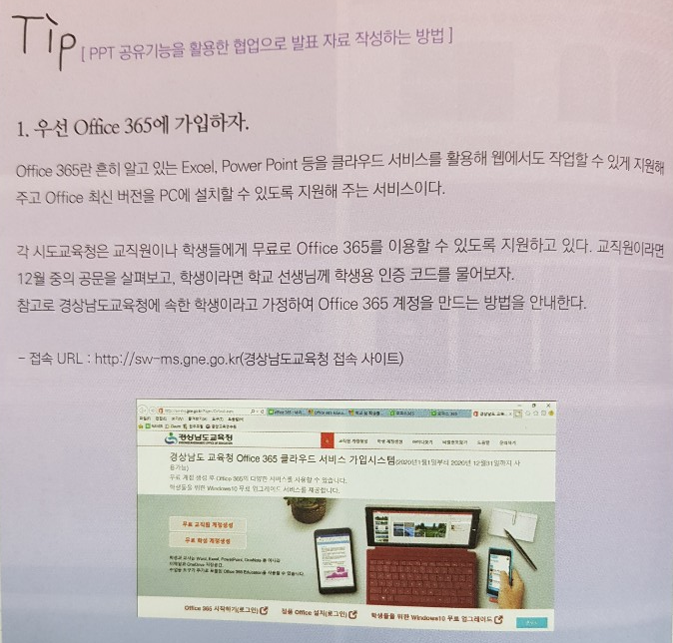 Tip [ PPT 공유기능을 활용한 협업으로 발표 자료 작성하는 방법 ]
1. 우선 Office 365에 가입하자.
Office 365란 흔히 알고 있는 Excel, Power Point 등을 클라우드 서비스를 활용해 웹에서도 작업할 수 있게 지원해
주고 Office 최신 버전을 PC에 설치할 수 있도록 지원해 주는 서비스이다.
각 시도교육청은 교직원이나 학생들에게 무료로 Office 365를 이용할 수 있도록 지원하고 있다. 교직원이라면
12월 중의 공문을 살펴보고, 학생이라면 학교 선생님께 학생용 인증 코드를 물어보자.
참고로 경상남도교육청에 속한 학생이라고 가정하여 Office 365 계정을 만드는 방법을 안내한다.
- 접속 URL : http://sw-ms.gne.go.kr(경상남도교육청 접속 사이트)
경상남도교육청
경상남도 교육청 Office 365 클라우드 서비스 가입시스템(2020년1월1일부터 2020년 12월31일까지 사
용가능)
무료 계정 생성 후 Office 365의 다양한 서비스를 사용할 수 있습니다.
학생들을 위한 Windows10 무료 업그레이드 서비스를 제공합니다.
무료 교직원 계정생성
무료 학생 계정생성
Office 365 시작하기(로그인)
정품 Office 설치(로그인)
학생들을 위한 Windows10 무료 업그레이드